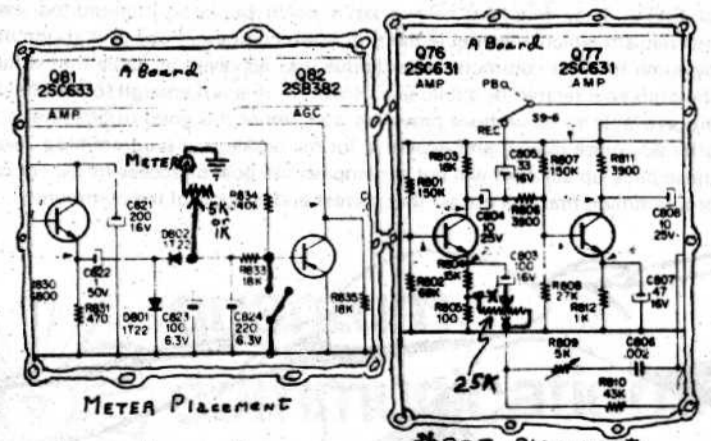 Q81
2SC633
AMP
A Board
Q82
2SB382
AGC
METER
5K
or
1K
200
16V
D802
1T22
R834
R833
18K
C822
1
50V
R831
470
D801
1T22
C823
100
6.3V
C824
220
6.3V
R835
18K
METER PLACEMENT
Q76
2SC631
AMP
A Board
Q77
2SC631
AMP
PBO
S9-6
REC
R803
18K
C805
33
16V
R807
150K
R811
3900
R801
150K
C804
10
25V
R806
3900
C808
10
25V
R802
68K
R804
15K
C803
100
16V
R808
27K
C807
47
16V
R805
100
R812
1K
25K
R809
5K
C806
.002
R810
43K